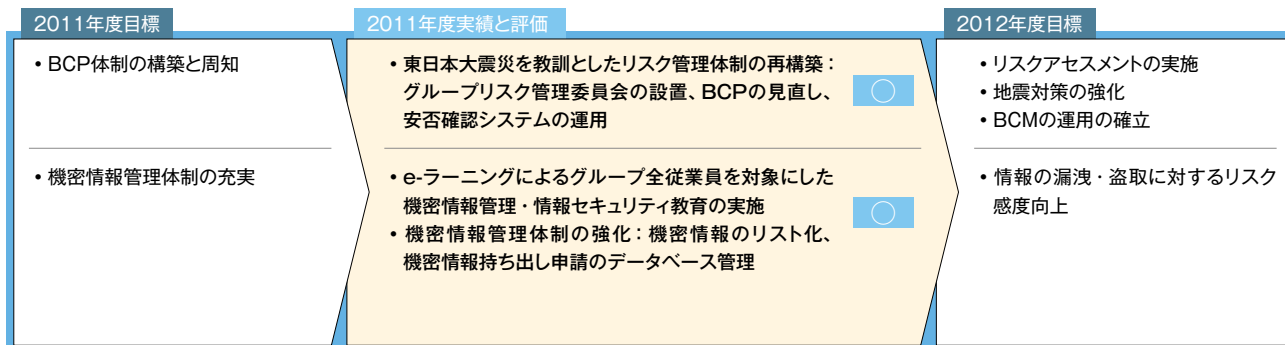 2011年度目標
2011年度実績と評価
2012年度目標
• BCP体制の構築と周知
• 東日本大震災を教訓としたリスク管理体制の再構築：
グループリスク管理委員会の設置、BCPの見直し、
安否確認システムの運用
○
• リスクアセスメントの実施
• 地震対策の強化
• BCMの運用の確立
• 機密情報管理体制の充実
• e-ラーニングによるグループ全従業員を対象にした
機密情報管理・情報セキュリティ教育の実施
• 機密情報管理体制の強化：機密情報のリスト化、
機密情報持ち出し申請のデータベース管理
○
• 情報の漏洩・盗取に対するリスク
感度向上